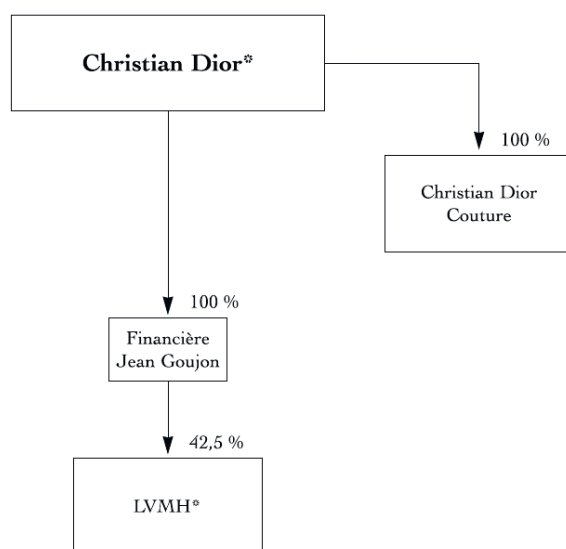 Christian Dior*
100 %
Christian Dior
Couture
100 %
Financière
Jean Goujon
42,5 %
LVMH*